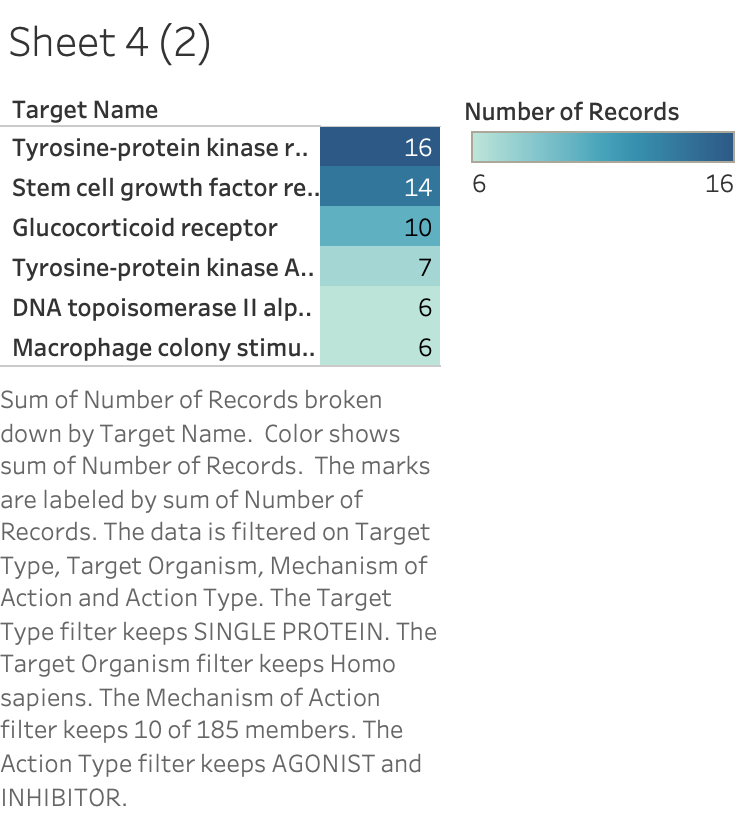 Sheet 4 (2)
Target Name
Number of Records
Tyrosine-protein kinase r.. 16
Stem cell growth factor re.. 14
6 16
Glucocorticoid receptor 10
Tyrosine-protein kinase A.. 7
DNA topoisomerase II alp.. 6
Macrophage colony stimu.. 6
Sum of Number of Records broken
down by Target Name.  Color shows
sum of Number of Records.  The marks
are labeled by sum of Number of
Records. The data is filtered on Target
Type, Target Organism, Mechanism of
Action and Action Type. The Target
Type filter keeps SINGLE PROTEIN. The
Target Organism filter keeps Homo
sapiens. The Mechanism of Action
filter keeps 10 of 185 members. The
Action Type filter keeps AGONIST and
INHIBITOR.